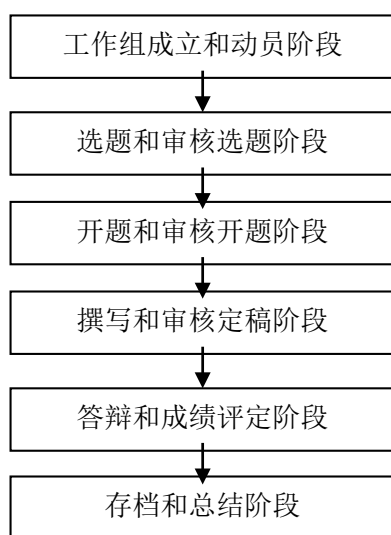 工作组成立和动员阶段
选题和审核选题阶段
开题和审核开题阶段
撰写和审核定稿阶段
答辩和成绩评定阶段
存档和总结阶段